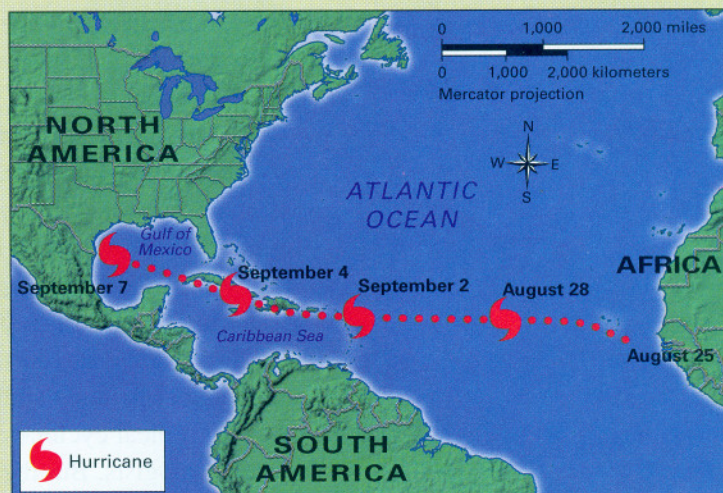 0 1,000 2,000 miles
0 1,000 2,000 kilometers
Mercator projection
N
W E
S
NORTH
AMERICA
ATLANTIC
OCEAN
Gulf of
Mexico
AFRICA
September 4
September 2
September 7
August 28
Caribbean Sea
August 25
SOUTH
AMERICA
Hurricane